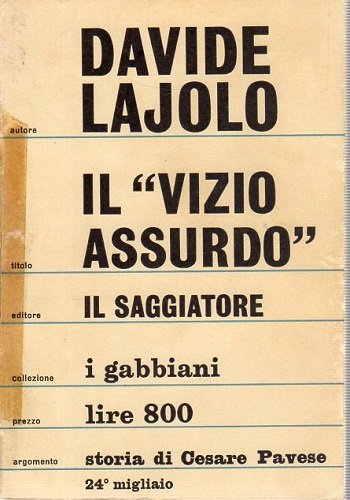 DAVIDE
autore LAJOLO
IL “VIZIO
titolo ASSURDO”
editore IL SAGGIATORE
collezione i gabbiani
prezzo lire 800
argomento storia di Cesare Pavese
24° migliaio